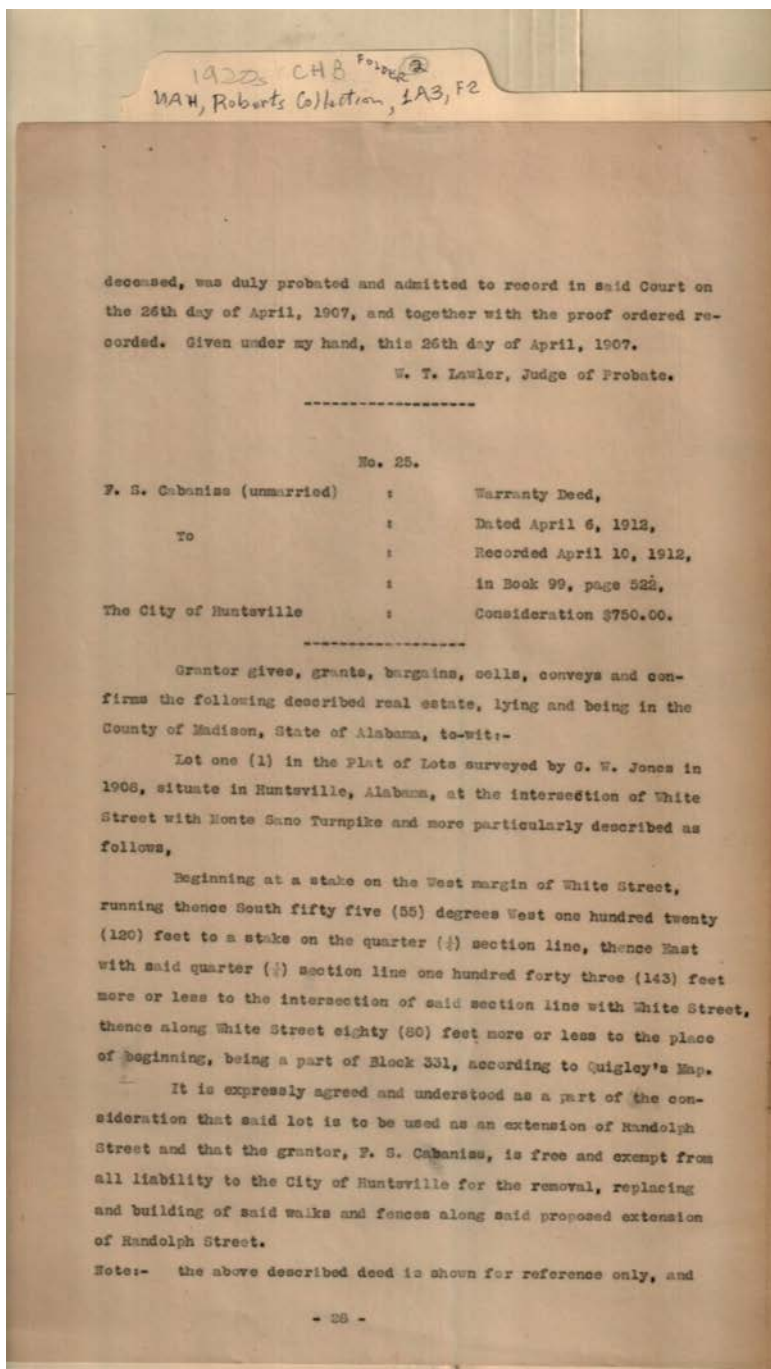 1920s CHB FOLDER 2
UAH, Roberts Collection, 1A3, F2
deceased, was duly probated and admitted to record in said Court on
the 26th day of April, 1907, and together with the proof ordered re-
corded. Given under my hand, this 26th day of April, 1907.
W. T. Lawler, Judge of Probate.
--------------------
No. 25.
F. S. Cabaniss (unmarried) : Warranty Deed,
: Dated April 6, 1912,
To
: Recorded April 10, 1912,
: in Book 99, page 522,
The City of Huntsville : Consideration $750.00.
-------------------
Grantor gives, grants, bargains, sells, conveys and con-
firms the following described real estate, lying and being in the
County of Madison, State of Alabama, to-wit:-
Lot one (1) in the Plat of Lots surveyed by G. W. Jones in
1908, situate in Huntsville, Alabama, at the intersection of White
Street with Monte Sano Turnpike and more particularly described as
follows,
Beginning at a stake on the West margin of White Street,
running thence South fifty five (55) degrees West one hundred twenty
(120) feet to a stake on the quarter (¼) section line, thence East
with said quarter (¼) section line one hundred forty three (143) feet
more or less to the intersection of said section line with White Street,
thence along White Street eighty (80) feet more or less to the place
of beginning, being a part of Block 331, according to Quigley's Map.
It is expressly agreed and understood as a part of the con-
sideration that said lot is to be used as an extension of Randolph
Street and that the grantor, F. S. Cabaniss, is free and exempt from
all liability to the City of Huntsville for the removal, replacing
and building of said walks and fences along said proposed extension
of Randolph Street.
Note:- the above described deed is shown for reference only, and
- 28 -